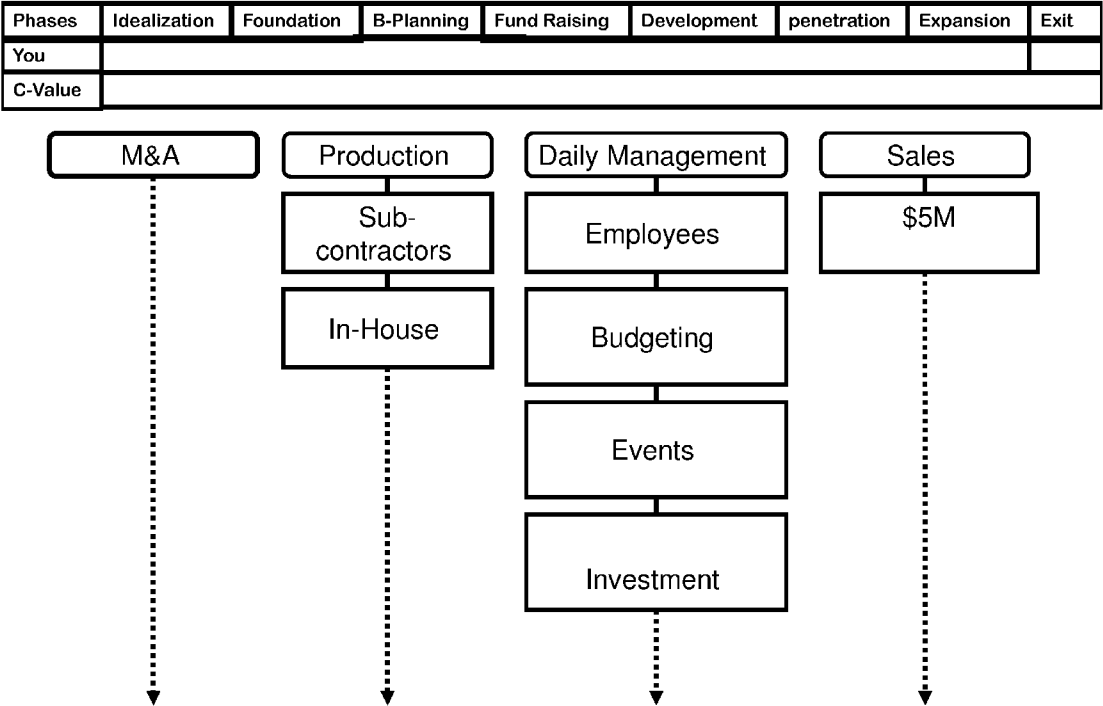 Phases Idealization Foundation B-Planning Fund Raising Development penetration Expansion Exit
You
C-Value
M&A Production Daily Management Sales
Sub-
contractors
Employees
$5M
In-House
Budgeting
Events
Investment